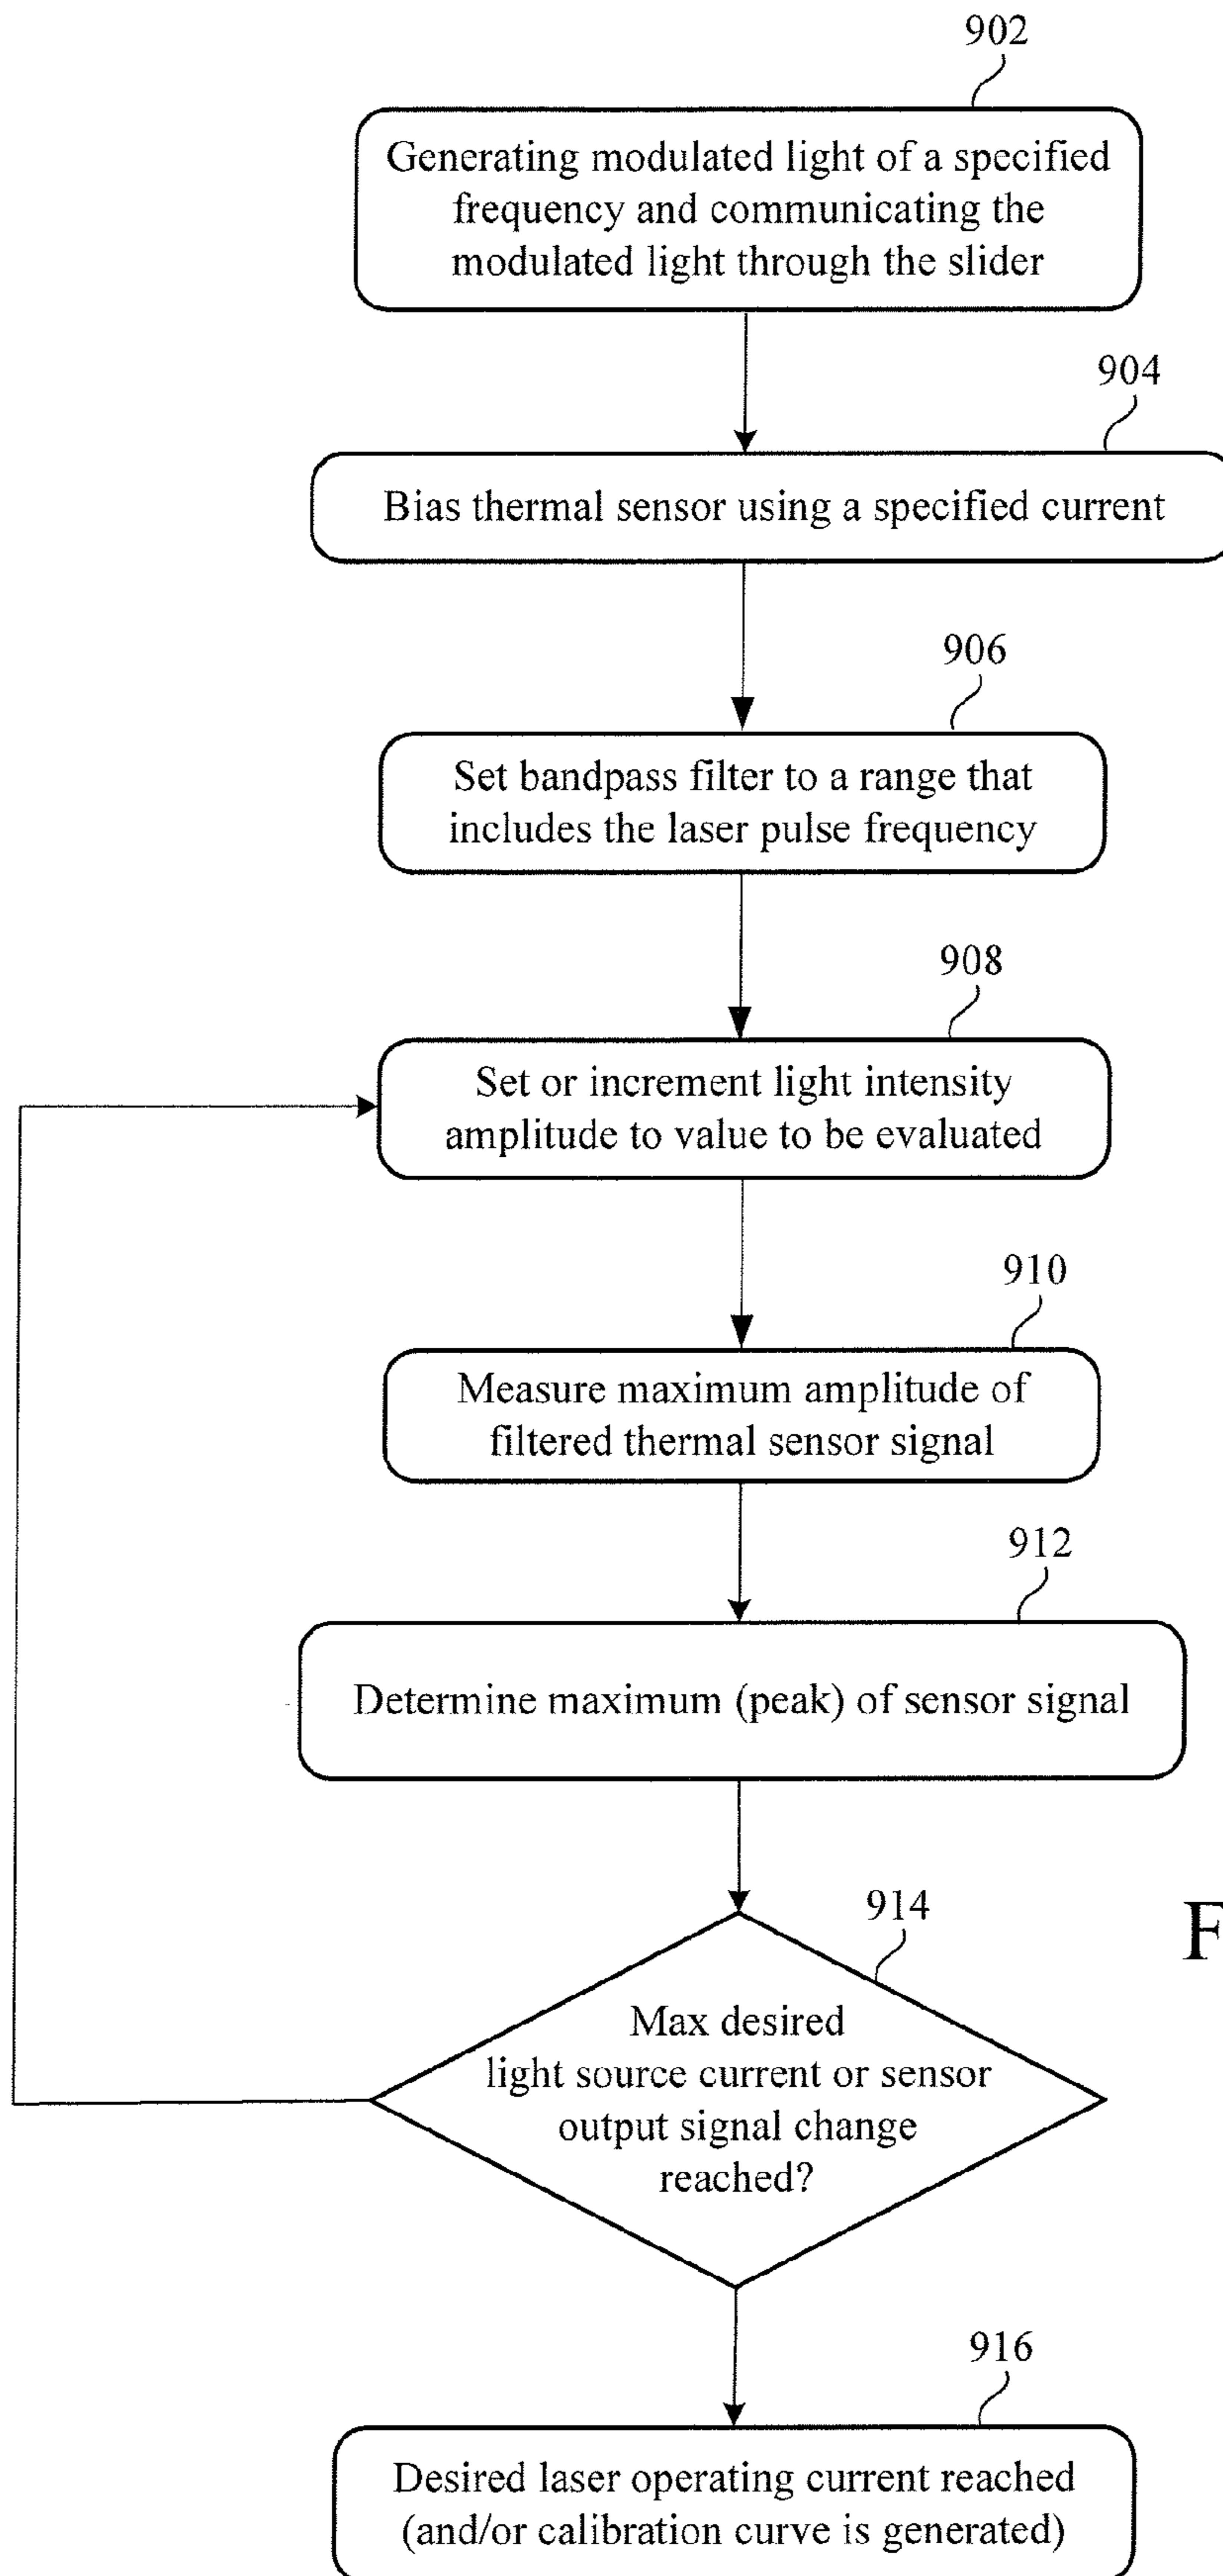 902
Generating modulated light of a specified
frequency and communicating the
modulated light through the slider
904
Bias thermal sensor using a specified current
906
Set bandpass filter to a range that
includes the laser pulse frequency
908
Set or increment light intensity
amplitude to value to be evaluated
910
Measure maximum amplitude of
filtered thermal sensor signal
912
Determine maximum (peak) of sensor signal
914
F
Max desired
light source current or sensor
output signal change
reached?
916
Desired laser operating current reached
(and/or calibration curve is generated)